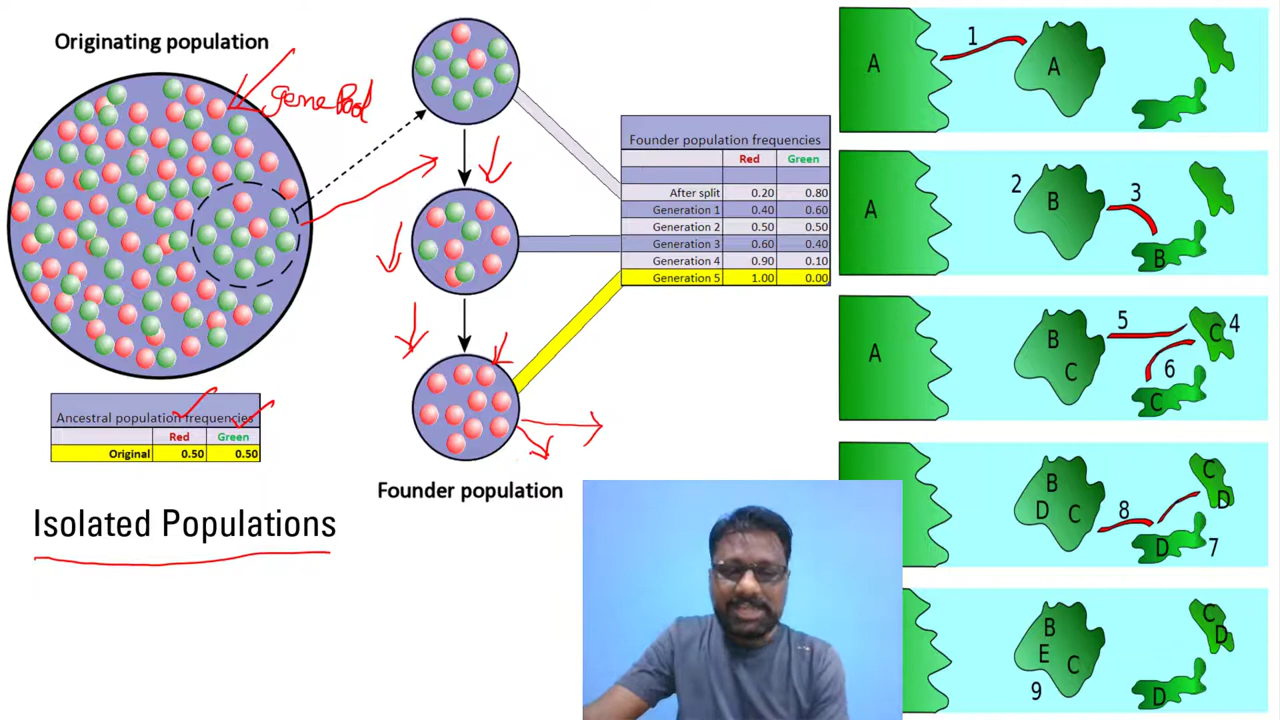 Originating population
gene Pool
Ancestral population frequencies
Red Green
Original 0.50 0.50
Isolated Populations
Founder population
Founder population frequencies
Red Green
After split 0.20 0.80
Generation 1 0.40 0.60
Generation 2 0.50 0.50
Generation 3 0.60 0.40
Generation 4 0.90 0.10
Generation 5 1.00 0.00
A 1 A
A 2 B 3 B
A B C 5 6 C C 4
B D C 8 D C D 7
B E C 9 D C D